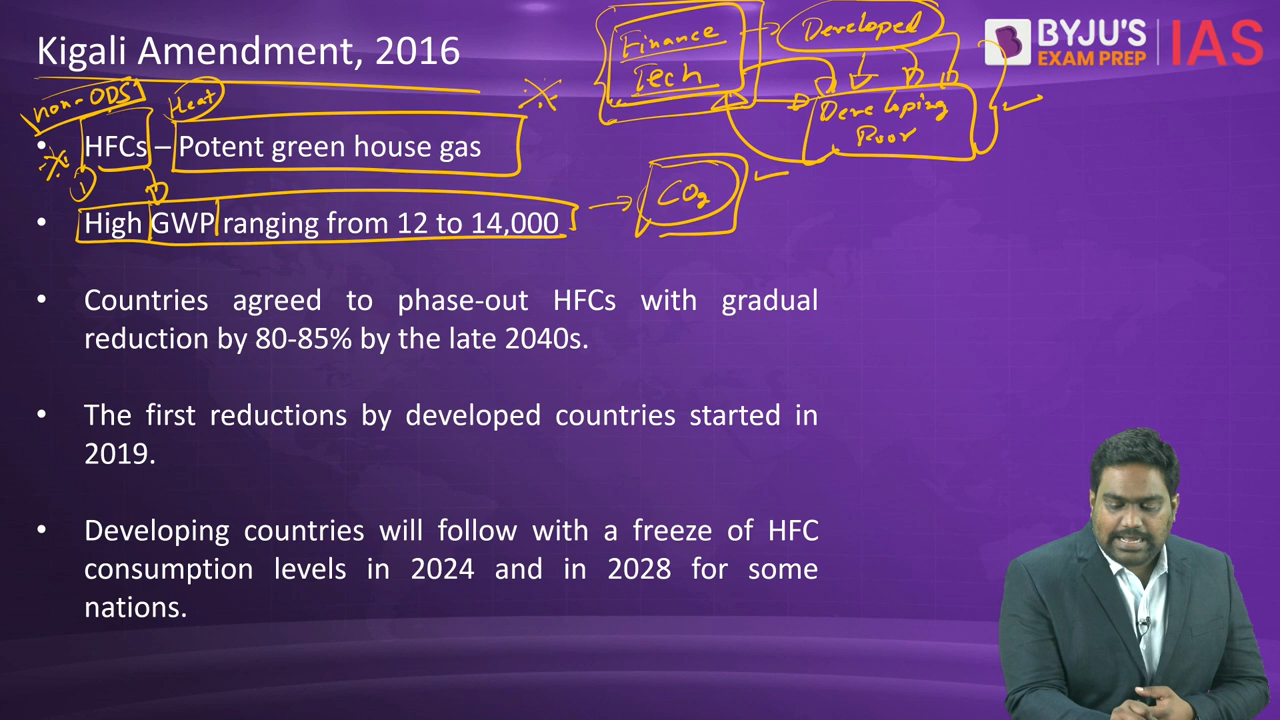 Kigali Amendment, 2016
Finance
Tech
Developed
Developing
Poor
BYJU'S
EXAM PREP
IAS
non-ODS
Heat
• HFCs – Potent green house gas
1
• High GWP ranging from 12 to 14,000
CO2
• Countries agreed to phase-out HFCs with gradual
reduction by 80-85% by the late 2040s.
• The first reductions by developed countries started in
2019.
• Developing countries will follow with a freeze of HFC
consumption levels in 2024 and in 2028 for some
nations.